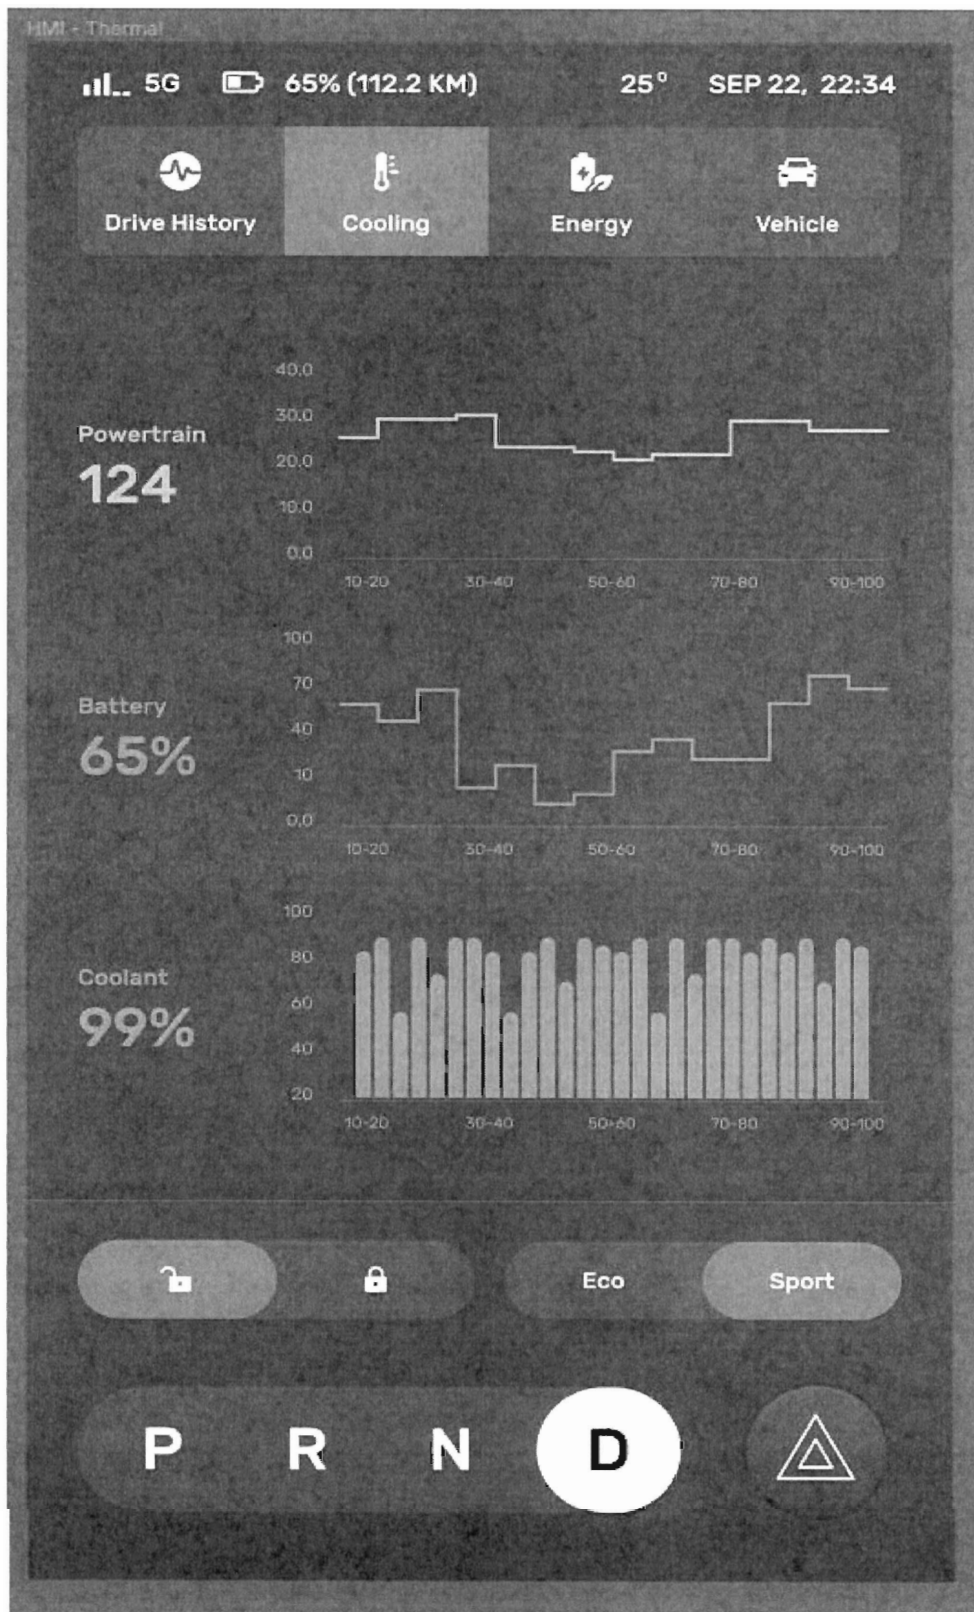 HMI - Thermal
5G 65% (112.2 KM) 25° SEP 22, 22:34
Drive History Cooling Energy Vehicle
Powertrain
124
40.0
30.0
20.0
10.0
0.0
10-20 30-40 50-60 70-80 90-100
Battery
65%
100
70
40
10
0.0
10-20 30-40 50-60 70-80 90-100
Coolant
99%
100
80
60
40
20
10-20 30-40 50-60 70-80 90-100
Eco Sport
P R N D